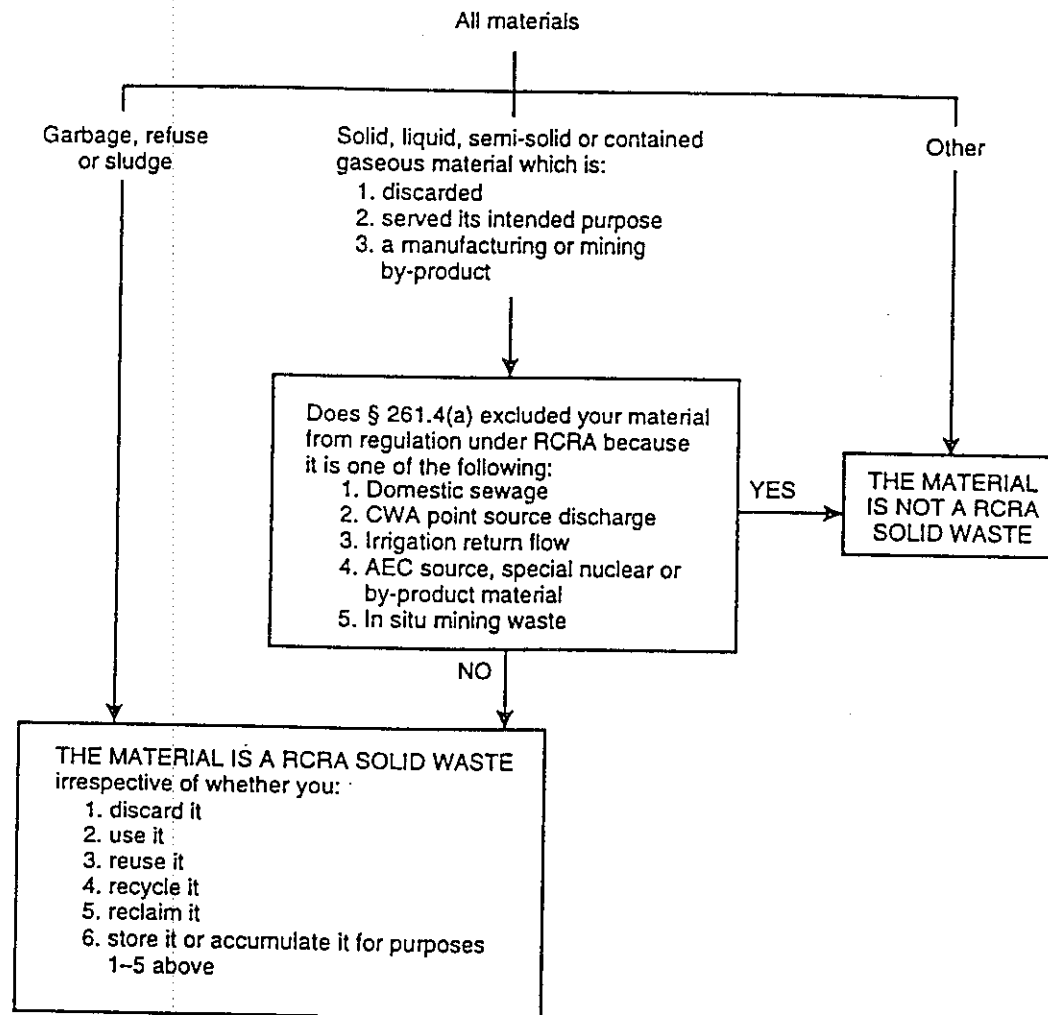 All materials
Garbage, refuse
or sludge
Solid, liquid, semi-solid or contained
gaseous material which is:
1. discarded
2. served its intended purpose
3. a manufacturing or mining
by-product
Other
Does § 261.4(a) excluded your material
from regulation under RCRA because
it is one of the following:
1. Domestic sewage
2. CWA point source discharge
3. Irrigation return flow
4. AEC source, special nuclear or
by-product material
5. In situ mining waste
YES
THE MATERIAL
IS NOT A RCRA
SOLID WASTE
NO
THE MATERIAL IS A RCRA SOLID WASTE
irrespective of whether you:
1. discard it
2. use it
3. reuse it
4. recycle it
5. reclaim it
6. store it or accumulate it for purposes
1–5 above